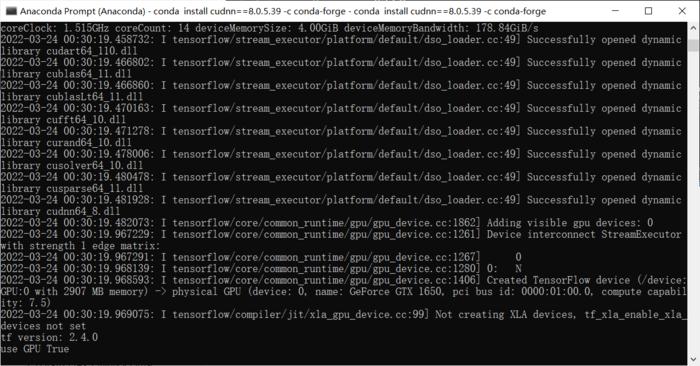 Anaconda Prompt (Anaconda) - conda  install cudnn==8.0.5.39 -c conda-forge - conda  install cudnn==8.0.5.39 -c conda-forge
coreClock: 1.515GHz coreCount: 14 deviceMemorySize: 4.00GiB deviceMemoryBandwidth: 178.84GiB/s
2022-03-24 00:30:19.458732: I tensorflow/stream_executor/platform/default/dso_loader.cc:49] Successfully opened dynamic
library cudart64_110.dll
2022-03-24 00:30:19.466802: I tensorflow/stream_executor/platform/default/dso_loader.cc:49] Successfully opened dynamic
library cublas64_11.dll
2022-03-24 00:30:19.466860: I tensorflow/stream_executor/platform/default/dso_loader.cc:49] Successfully opened dynamic
library cublasLt64_11.dll
2022-03-24 00:30:19.470163: I tensorflow/stream_executor/platform/default/dso_loader.cc:49] Successfully opened dynamic
library cufft64_10.dll
2022-03-24 00:30:19.471278: I tensorflow/stream_executor/platform/default/dso_loader.cc:49] Successfully opened dynamic
library curand64_10.dll
2022-03-24 00:30:19.478006: I tensorflow/stream_executor/platform/default/dso_loader.cc:49] Successfully opened dynamic
library cusolver64_10.dll
2022-03-24 00:30:19.480478: I tensorflow/stream_executor/platform/default/dso_loader.cc:49] Successfully opened dynamic
library cusparse64_11.dll
2022-03-24 00:30:19.481928: I tensorflow/stream_executor/platform/default/dso_loader.cc:49] Successfully opened dynamic
library cudnn64_8.dll
2022-03-24 00:30:19.482073: I tensorflow/core/common_runtime/gpu/gpu_device.cc:1862] Adding visible gpu devices: 0
2022-03-24 00:30:19.967229: I tensorflow/core/common_runtime/gpu/gpu_device.cc:1261] Device interconnect StreamExecutor
with strength 1 edge matrix:
2022-03-24 00:30:19.967291: I tensorflow/core/common_runtime/gpu/gpu_device.cc:1267]      0
2022-03-24 00:30:19.968139: I tensorflow/core/common_runtime/gpu/gpu_device.cc:1280] 0:   N
2022-03-24 00:30:19.968593: I tensorflow/core/common_runtime/gpu/gpu_device.cc:1406] Created TensorFlow device (/device:
GPU:0 with 2907 MB memory) -> physical GPU (device: 0, name: GeForce GTX 1650, pci bus id: 0000:01:00.0, compute capabil
ity: 7.5)
2022-03-24 00:30:19.969075: I tensorflow/compiler/jit/xla_gpu_device.cc:99] Not creating XLA devices, tf_xla_enable_xla_
devices not set
tf version: 2.4.0
use GPU True